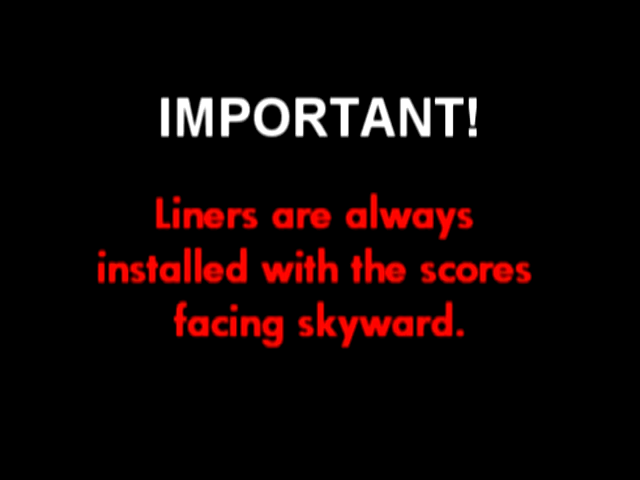 IMPORTANT!
Liners are always
installed with the scores
facing skyward.